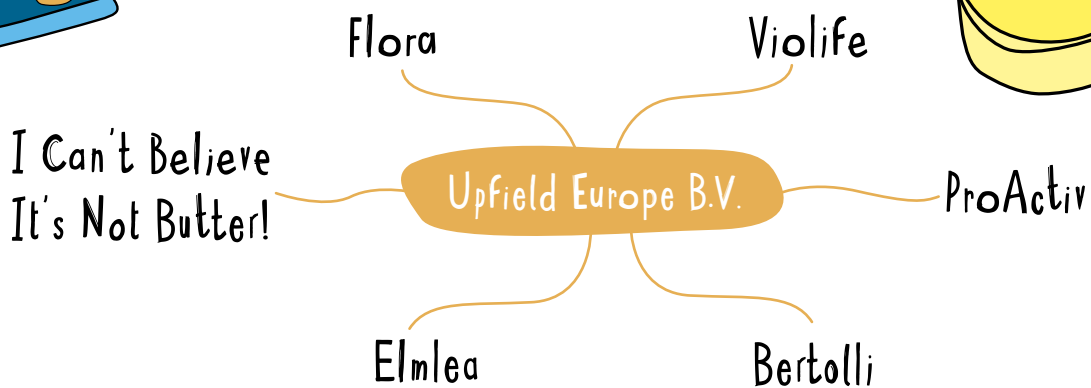 Flora
Violife
I Can't Believe
It's Not Butter!
Upfield Europe B.V.
ProActiv
Elmlea
Bertolli